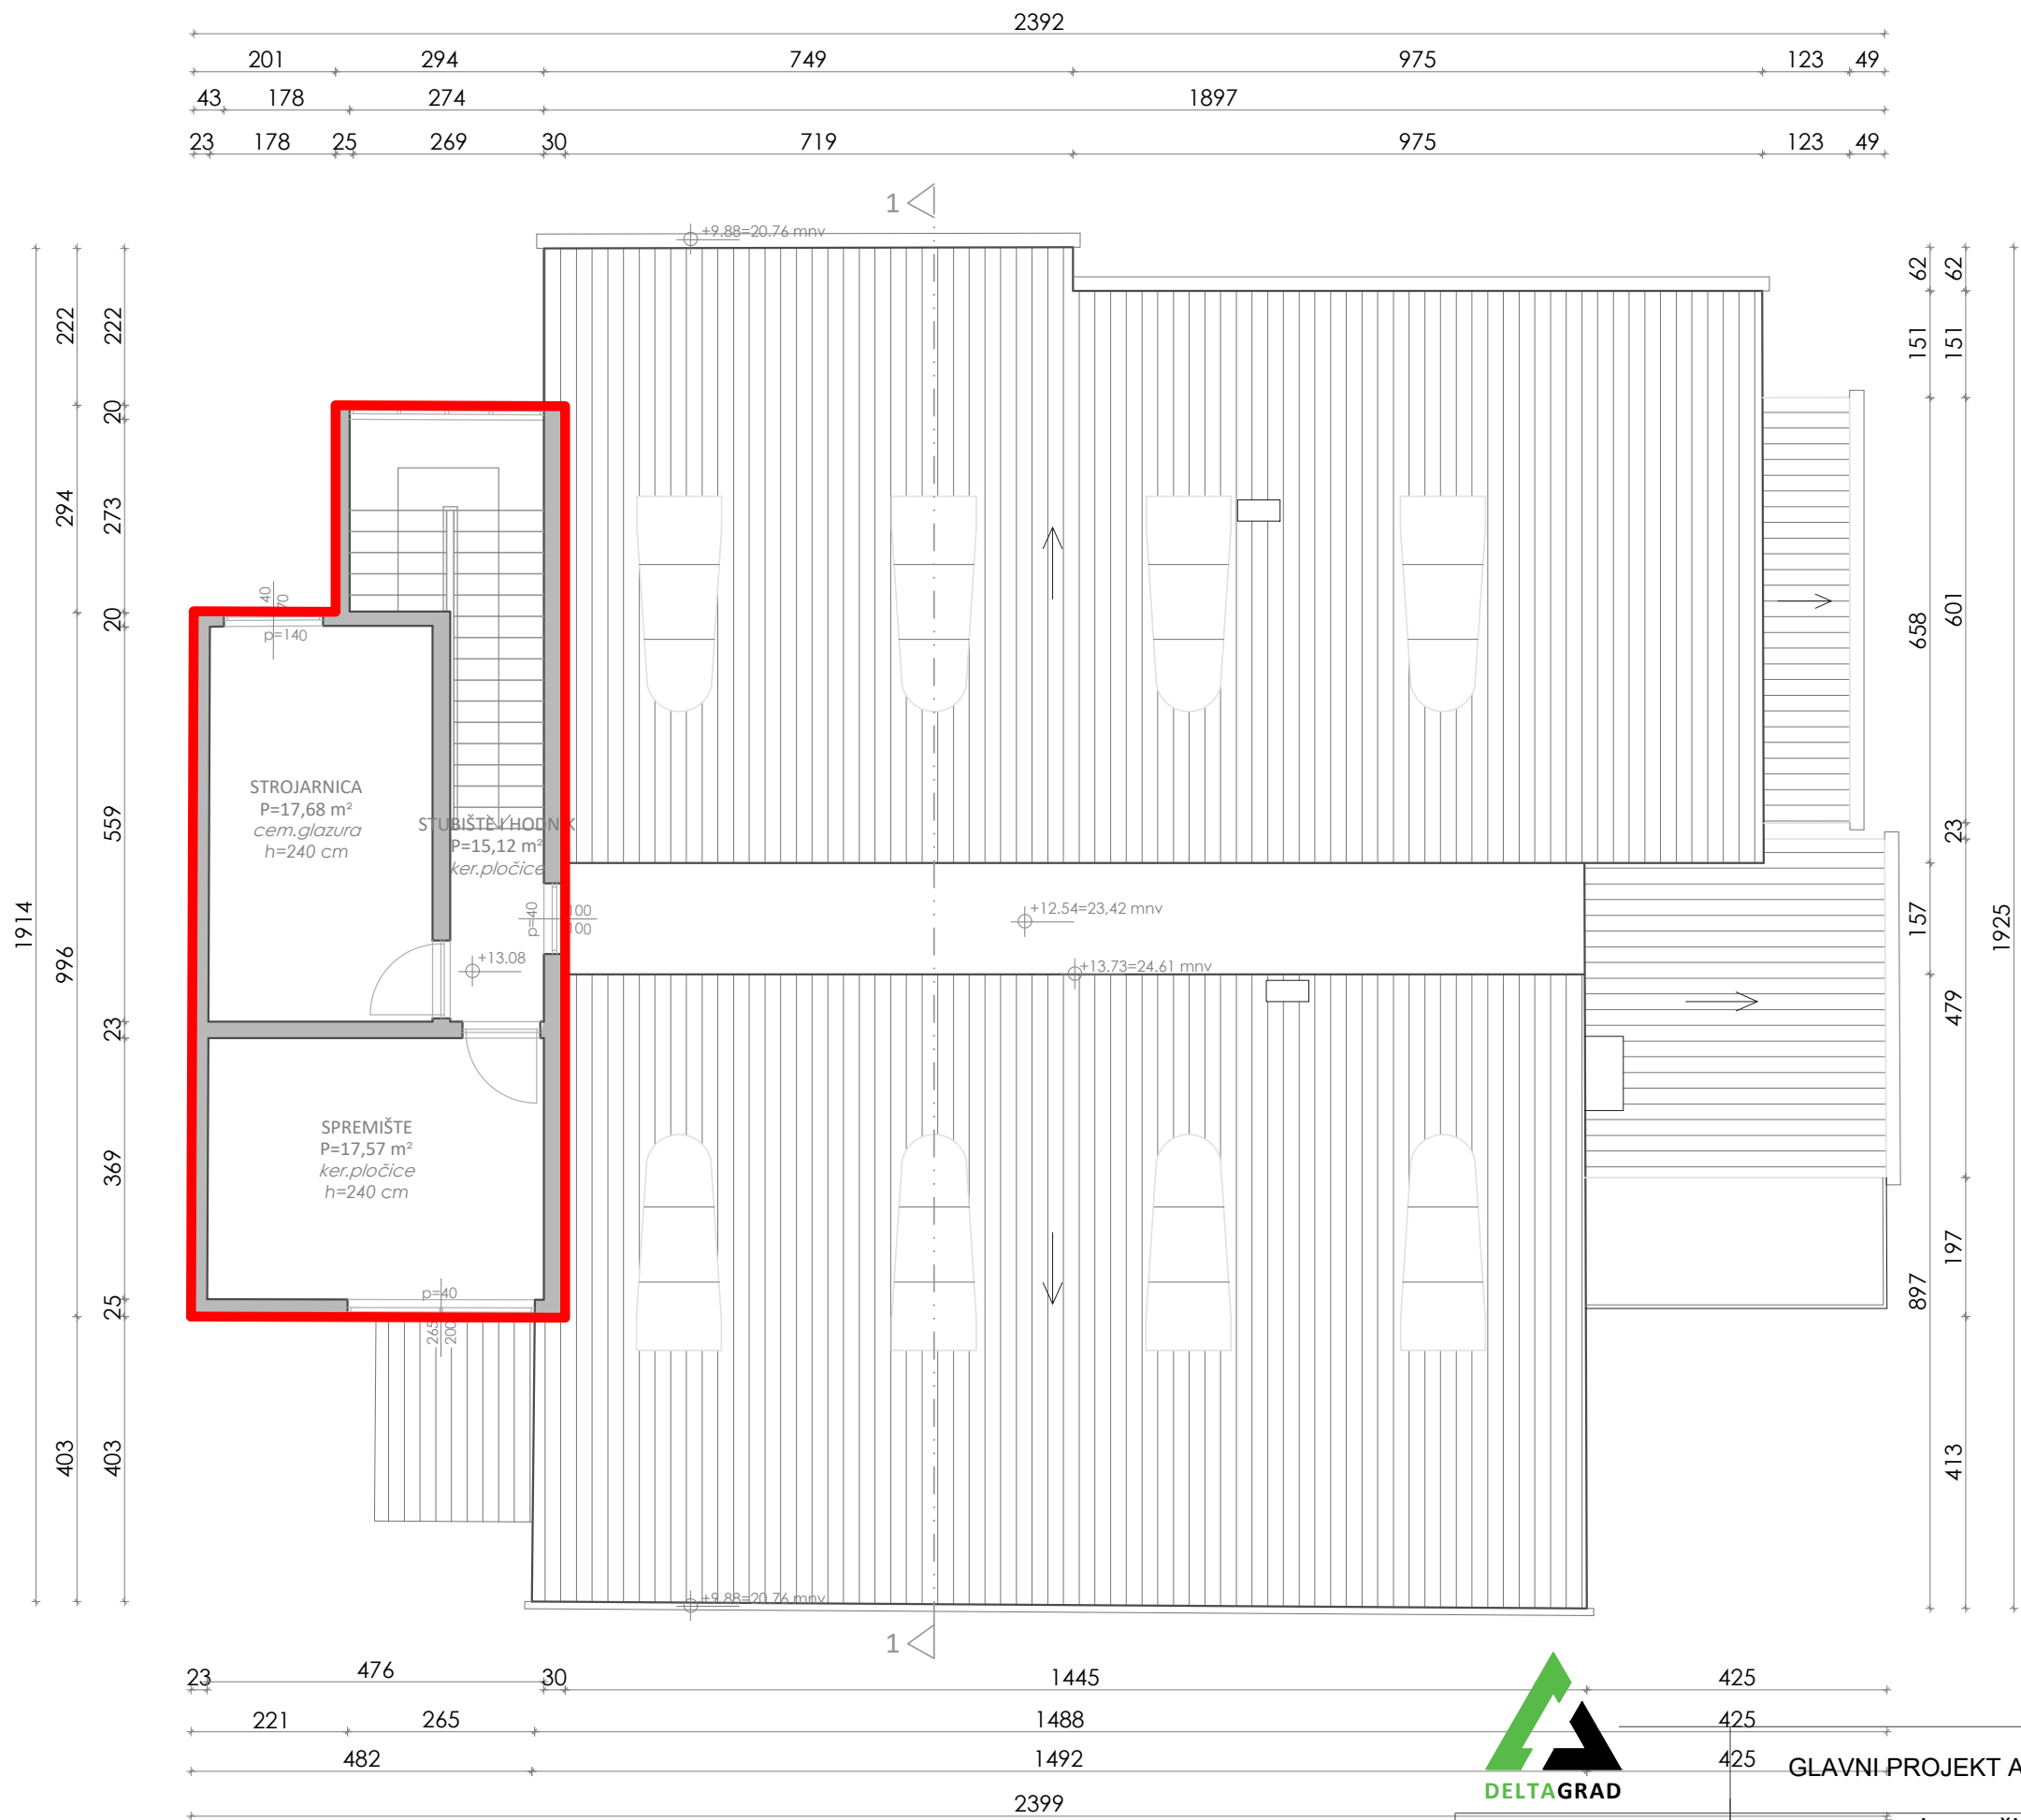 2392
201 294 749 975 123 49
43 178 274 1897
23 178 25 269 30 719 975 123 49
1
+9.88=20.76 mnv
222 294 996 403
1914
222 20 273 20 559 23 369 25 403
62 151 658 157 897
62 151 601 23 479 197 413
1925
40
70
p=140
STROJARNICA
P=17,68 m²
cem.glazura
h=240 cm
STUBIŠTE I HODNIK
P=15,12 m²
ker.pločice
p=40
100
100
+13.08
+12.54=23,42 mnv
+13.73=24.61 mnv
SPREMIŠTE
P=17,57 m²
ker.pločice
h=240 cm
p=40
265
200
+9.88=20.76 mnv
1
23 476 30 1445 425
221 265 1488 425
482 1492 425
2399
DELTAGRAD
GLAVNI PROJEKT A